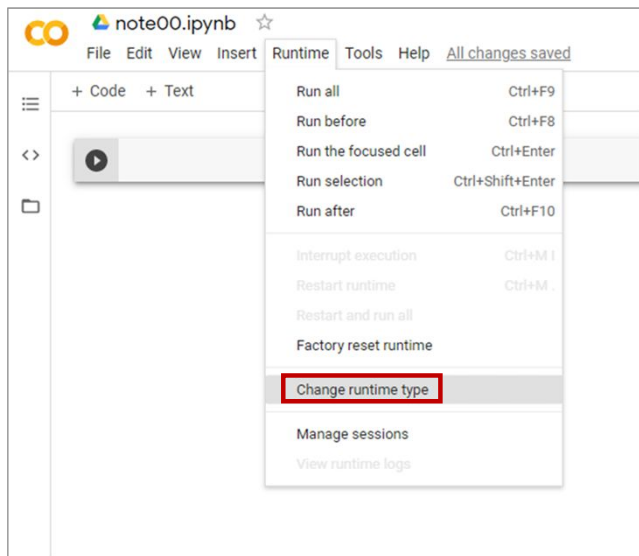 note00.ipynb
File Edit View Insert Runtime Tools Help All changes saved
+ Code + Text
Run all Ctrl+F9
Run before Ctrl+F8
Run the focused cell Ctrl+Enter
Run selection Ctrl+Shift+Enter
Run after Ctrl+F10
Interrupt execution Ctrl+M I
Restart runtime Ctrl+M .
Restart and run all
Factory reset runtime
Change runtime type
Manage sessions
View runtime logs